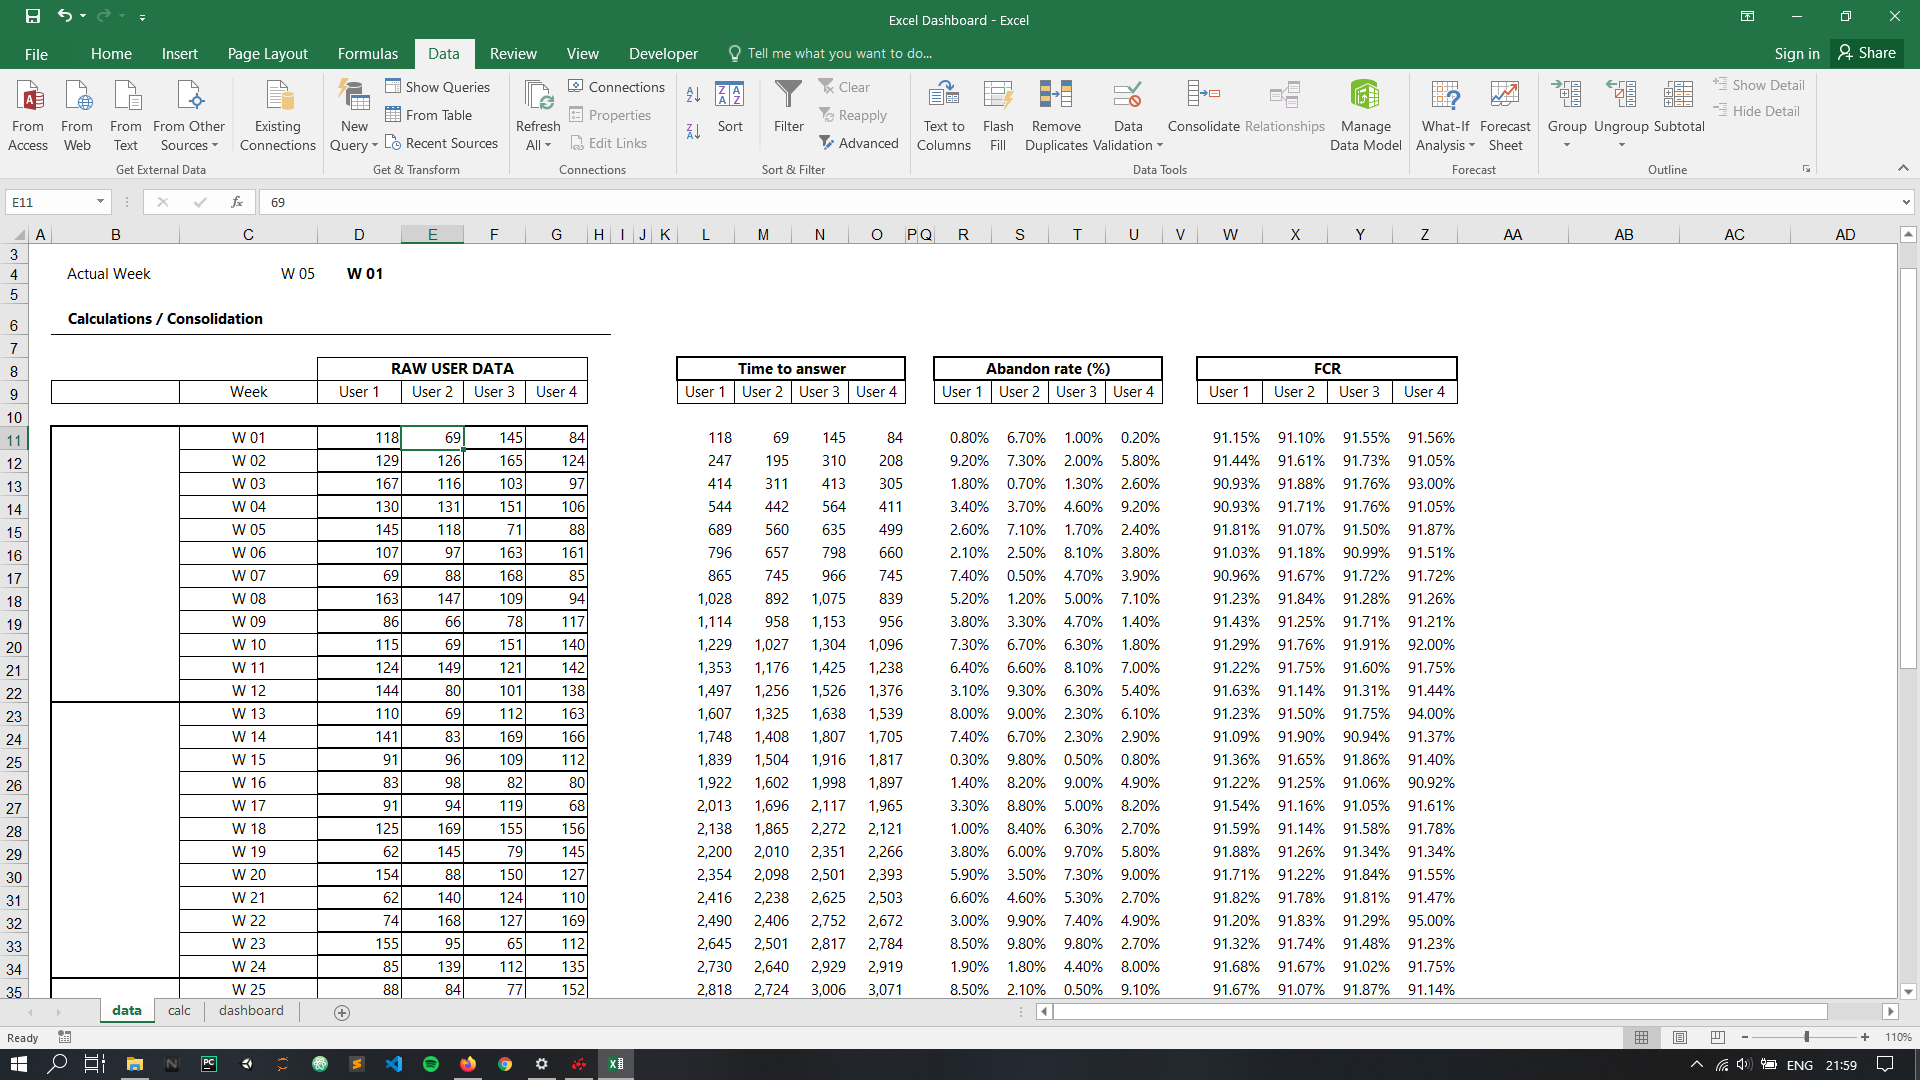 Excel Dashboard - Excel
File Home Insert Page Layout Formulas Data Review View Developer Tell me what you want to do... Sign in Share
From Access From Web From Text From Other Sources Existing Connections New Query Show Queries From Table Recent Sources Refresh All Connections Properties Edit Links Sort Filter Clear Reapply Advanced Text to Columns Flash Fill Remove Duplicates Data Validation Consolidate Relationships Manage Data Model What-If Analysis Forecast Sheet Group Ungroup Subtotal Show Detail Hide Detail
Get External Data Get & Transform Connections Sort & Filter Data Tools Forecast Outline
E11 fx 69
A B C D E F G H I J K L M N O P Q R S T U V W X Y Z AA AB AC AD
3
4 Actual Week W 05 W 01
5
6 Calculations / Consolidation
7
8 RAW USER DATA Time to answer Abandon rate (%) FCR
9 Week User 1 User 2 User 3 User 4 User 1 User 2 User 3 User 4 User 1 User 2 User 3 User 4 User 1 User 2 User 3 User 4
10
11 W 01 118 69 145 84 118 69 145 84 0.80% 6.70% 1.00% 0.20% 91.15% 91.10% 91.55% 91.56%
12 W 02 129 126 165 124 247 195 310 208 9.20% 7.30% 2.00% 5.80% 91.44% 91.61% 91.73% 91.05%
13 W 03 167 116 103 97 414 311 413 305 1.80% 0.70% 1.30% 2.60% 90.93% 91.88% 91.76% 93.00%
14 W 04 130 131 151 106 544 442 564 411 3.40% 3.70% 4.60% 9.20% 90.93% 91.71% 91.76% 91.05%
15 W 05 145 118 71 88 689 560 635 499 2.60% 7.10% 1.70% 2.40% 91.81% 91.07% 91.50% 91.87%
16 W 06 107 97 163 161 796 657 798 660 2.10% 2.50% 8.10% 3.80% 91.03% 91.18% 90.99% 91.51%
17 W 07 69 88 168 85 865 745 966 745 7.40% 0.50% 4.70% 3.90% 90.96% 91.67% 91.72% 91.72%
18 W 08 163 147 109 94 1,028 892 1,075 839 5.20% 1.20% 5.00% 7.10% 91.23% 91.84% 91.28% 91.26%
19 W 09 86 66 78 117 1,114 958 1,153 956 3.80% 3.30% 4.70% 1.40% 91.43% 91.25% 91.71% 91.21%
20 W 10 115 69 151 140 1,229 1,027 1,304 1,096 7.30% 6.70% 6.30% 1.80% 91.29% 91.76% 91.91% 92.00%
21 W 11 124 149 121 142 1,353 1,176 1,425 1,238 6.40% 6.60% 8.10% 7.00% 91.22% 91.75% 91.60% 91.75%
22 W 12 144 80 101 138 1,497 1,256 1,526 1,376 3.10% 9.30% 6.30% 5.40% 91.63% 91.14% 91.31% 91.44%
23 W 13 110 69 112 163 1,607 1,325 1,638 1,539 8.00% 9.00% 2.30% 6.10% 91.23% 91.50% 91.75% 94.00%
24 W 14 141 83 169 166 1,748 1,408 1,807 1,705 7.40% 6.70% 2.30% 2.90% 91.09% 91.90% 90.94% 91.37%
25 W 15 91 96 109 112 1,839 1,504 1,916 1,817 0.30% 9.80% 0.50% 0.80% 91.36% 91.65% 91.86% 91.40%
26 W 16 83 98 82 80 1,922 1,602 1,998 1,897 1.40% 8.20% 9.00% 4.90% 91.22% 91.25% 91.06% 90.92%
27 W 17 91 94 119 68 2,013 1,696 2,117 1,965 3.30% 8.80% 5.00% 8.20% 91.54% 91.16% 91.05% 91.61%
28 W 18 125 169 155 156 2,138 1,865 2,272 2,121 1.00% 8.40% 6.30% 2.70% 91.59% 91.14% 91.58% 91.78%
29 W 19 62 145 79 145 2,200 2,010 2,351 2,266 3.80% 6.00% 9.70% 5.80% 91.88% 91.26% 91.34% 91.34%
30 W 20 154 88 150 127 2,354 2,098 2,501 2,393 5.90% 3.50% 7.30% 9.00% 91.71% 91.22% 91.84% 91.55%
31 W 21 62 140 124 110 2,416 2,238 2,625 2,503 6.60% 4.60% 5.30% 2.70% 91.82% 91.78% 91.81% 91.47%
32 W 22 74 168 127 169 2,490 2,406 2,752 2,672 3.00% 9.90% 7.40% 4.90% 91.20% 91.83% 91.29% 95.00%
33 W 23 155 95 65 112 2,645 2,501 2,817 2,784 8.50% 9.80% 9.80% 2.70% 91.32% 91.74% 91.48% 91.23%
34 W 24 85 139 112 135 2,730 2,640 2,929 2,919 1.90% 1.80% 4.40% 8.00% 91.68% 91.67% 91.02% 91.75%
35 W 25 88 84 77 152 2,818 2,724 3,006 3,071 8.50% 2.10% 0.50% 9.10% 91.67% 91.07% 91.87% 91.14%
data calc dashboard
Ready 110%
ENG 21:59